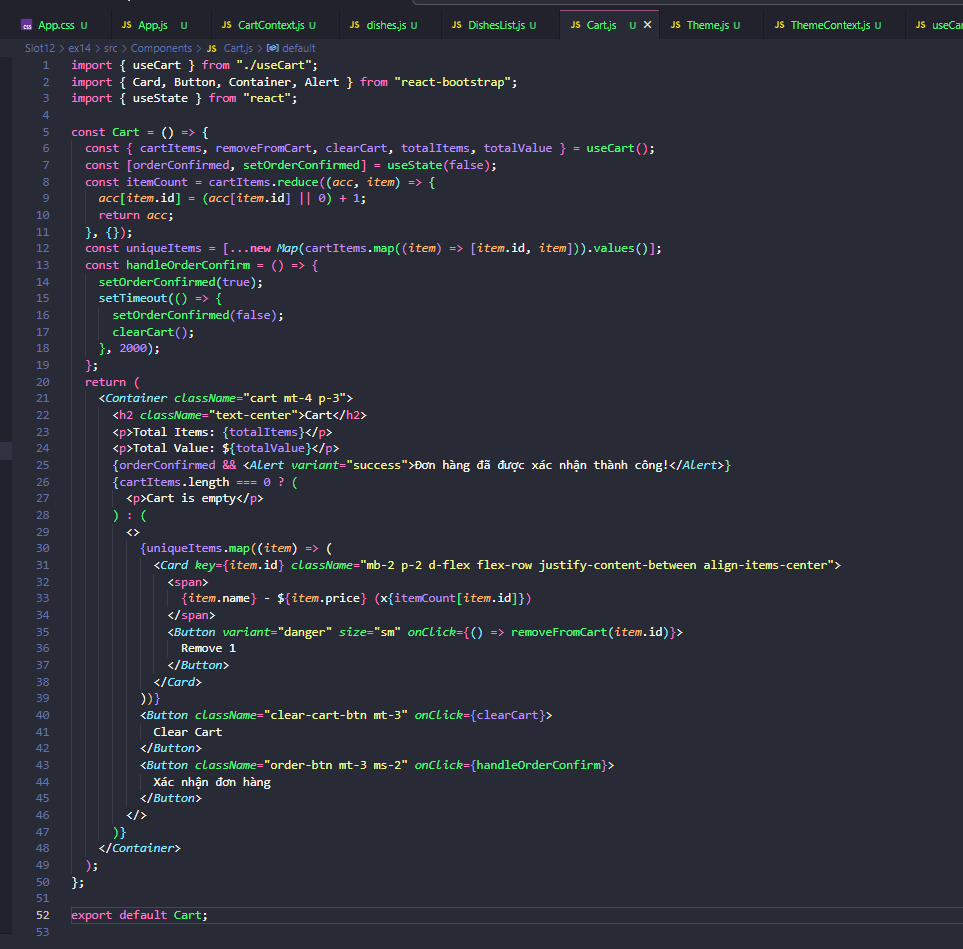 App.css U JS App.js U JS CartContext.js U JS dishes.js U JS DishesList.js U JS Cart.js U × JS Theme.js U JS ThemeContext.js U JS useCar
Slot12 > ex14 > src > Components > JS Cart.js > default
1 import { useCart } from "./useCart";
2 import { Card, Button, Container, Alert } from "react-bootstrap";
3 import { useState } from "react";
4
5 const Cart = () => {
6   const { cartItems, removeFromCart, clearCart, totalItems, totalValue } = useCart();
7   const [orderConfirmed, setOrderConfirmed] = useState(false);
8   const itemCount = cartItems.reduce((acc, item) => {
9     acc[item.id] = (acc[item.id] || 0) + 1;
10     return acc;
11   }, {});
12   const uniqueItems = [...new Map(cartItems.map((item) => [item.id, item])).values()];
13   const handleOrderConfirm = () => {
14     setOrderConfirmed(true);
15     setTimeout(() => {
16       setOrderConfirmed(false);
17       clearCart();
18     }, 2000);
19   };
20   return (
21     <Container className="cart mt-4 p-3">
22       <h2 className="text-center">Cart</h2>
23       <p>Total Items: {totalItems}</p>
24       <p>Total Value: ${totalValue}</p>
25       {orderConfirmed && <Alert variant="success">Đơn hàng đã được xác nhận thành công!</Alert>}
26       {cartItems.length === 0 ? (
27         <p>Cart is empty</p>
28       ) : (
29         <>
30           {uniqueItems.map((item) => (
31             <Card key={item.id} className="mb-2 p-2 d-flex flex-row justify-content-between align-items-center">
32               <span>
33                 {item.name} - ${item.price} (x{itemCount[item.id]})
34               </span>
35               <Button variant="danger" size="sm" onClick={() => removeFromCart(item.id)}>
36                 Remove 1
37               </Button>
38             </Card>
39           ))}
40           <Button className="clear-cart-btn mt-3" onClick={clearCart}>
41             Clear Cart
42           </Button>
43           <Button className="order-btn mt-3 ms-2" onClick={handleOrderConfirm}>
44             Xác nhận đơn hàng
45           </Button>
46         </>
47       )}
48     </Container>
49   );
50 };
51
52 export default Cart;
53